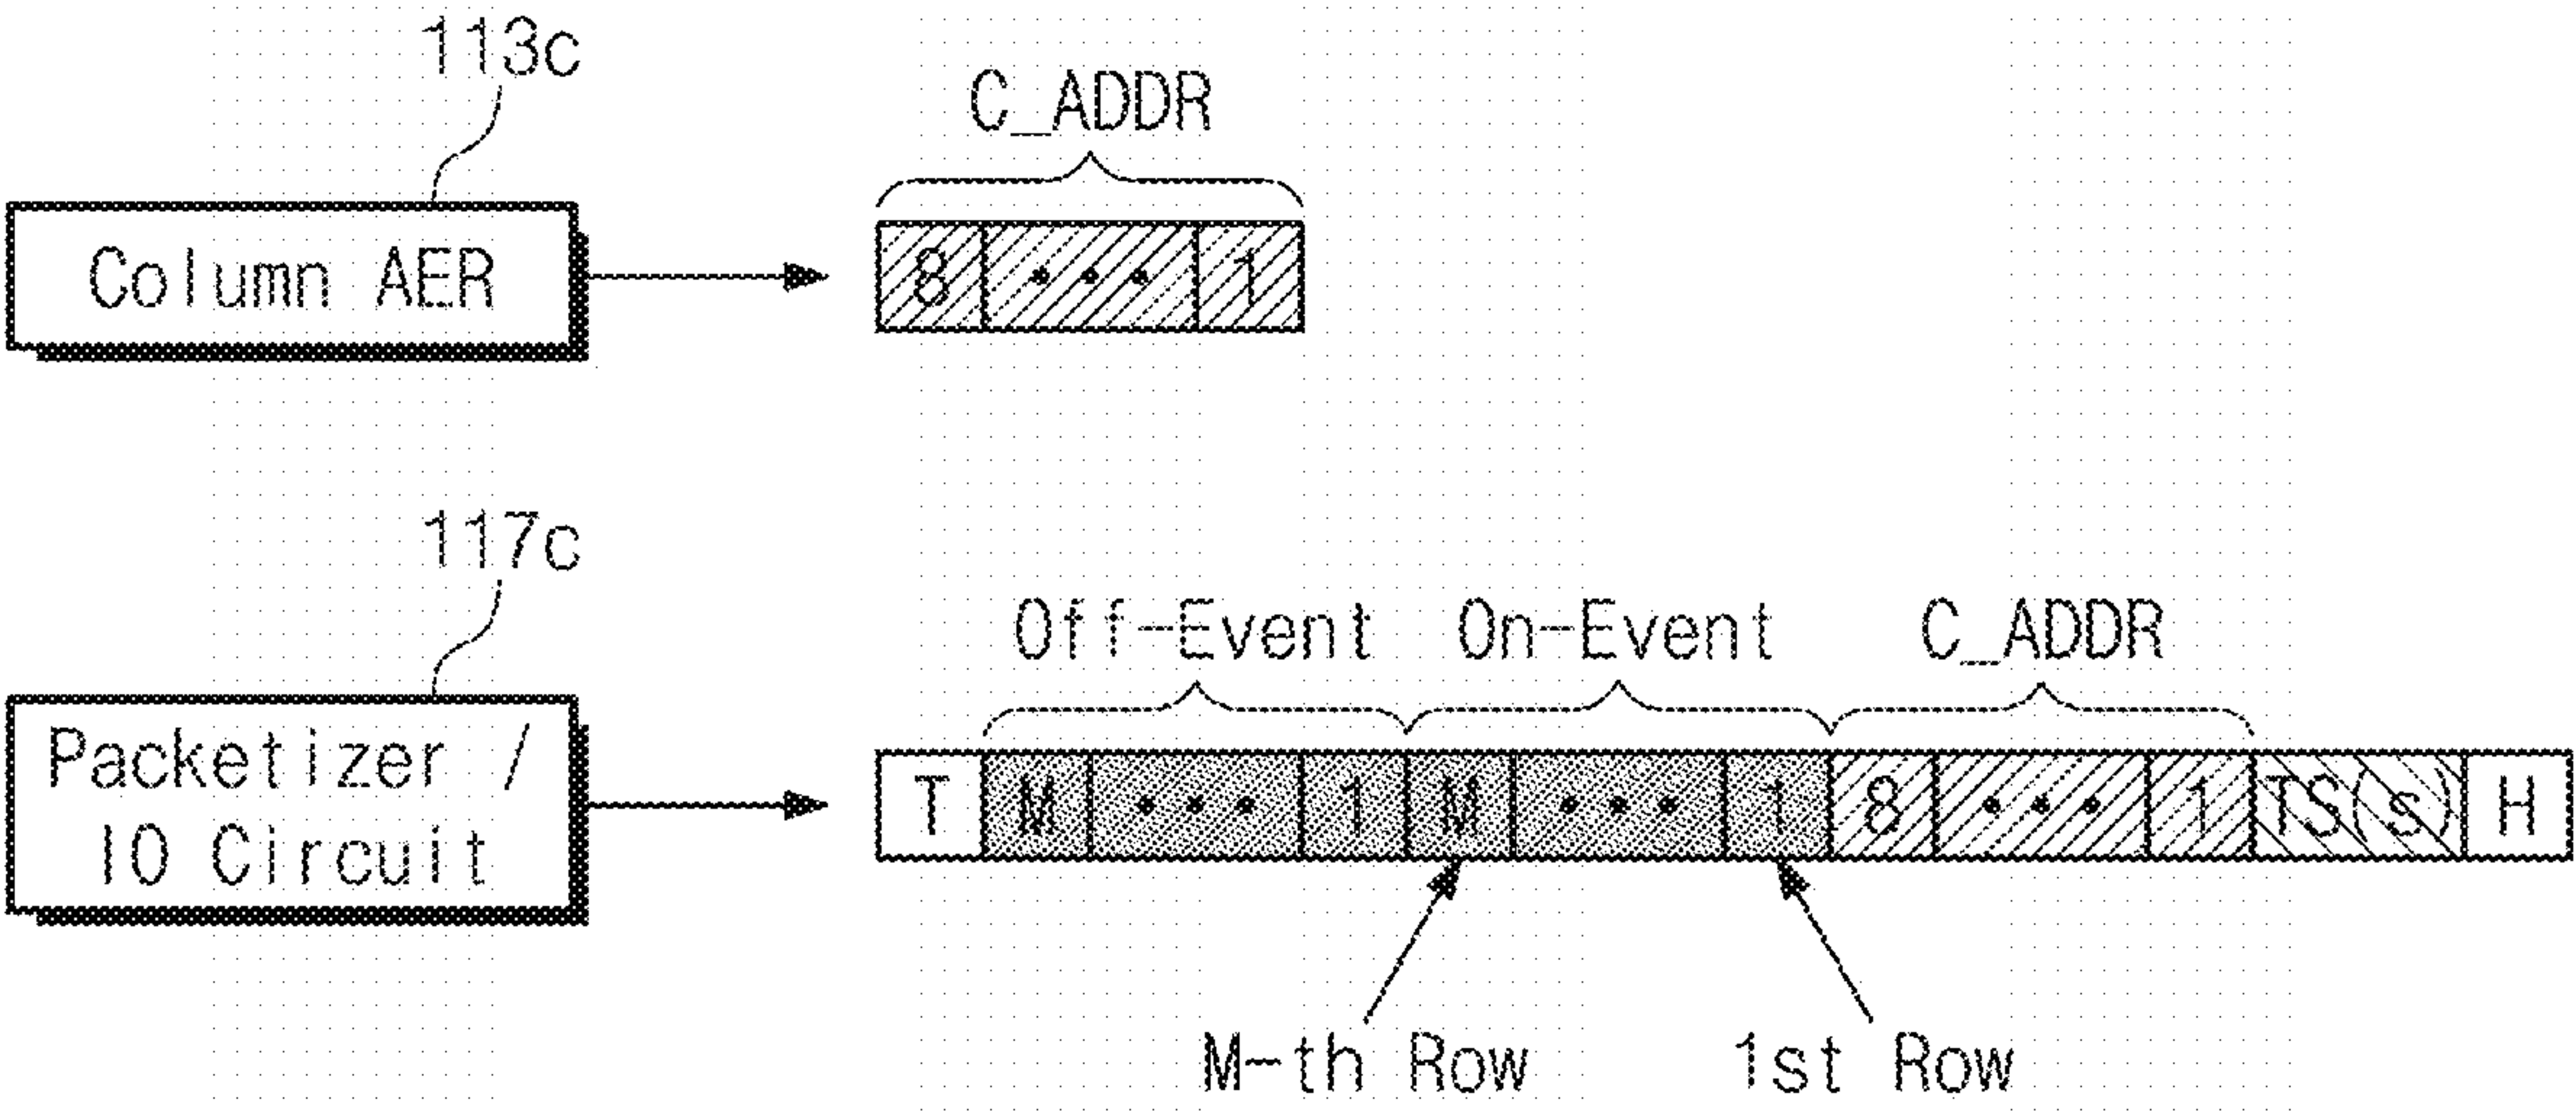 113c
C_ADDR
Column AER
8 • • • 1
117c
Off-Event On-Event C_ADDR
Packetizer /
IO Circuit
T M • • • 1 M • • • 1 8 • • • 1 TS(s) H
M-th Row 1st Row